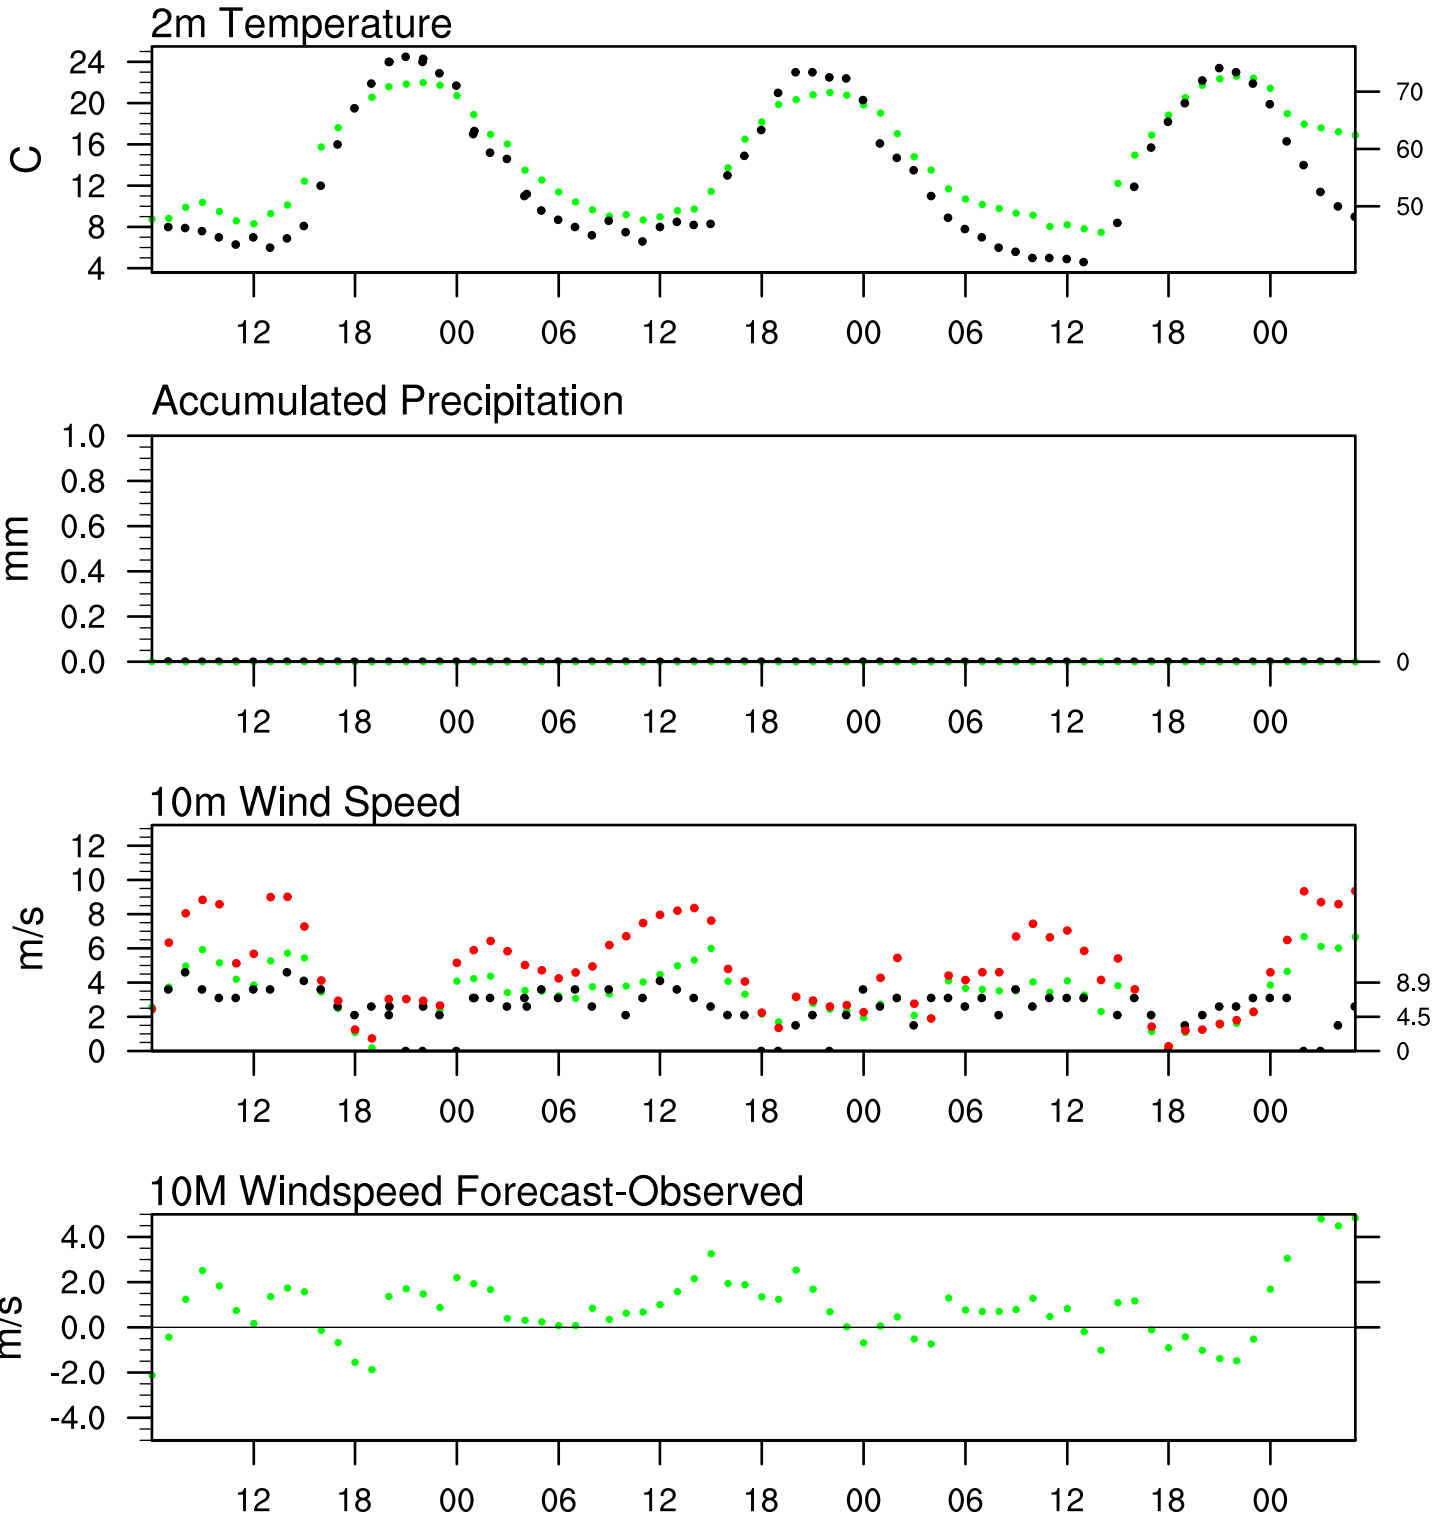 2m Temperature
24
20
16
12
8
4
C
70
60
50
12 18 00 06 12 18 00 06 12 18 00
Accumulated Precipitation
1.0
0.8
0.6
0.4
0.2
0.0
mm
0
12 18 00 06 12 18 00 06 12 18 00
10m Wind Speed
12
10
8
6
4
2
0
m/s
8.9
4.5
0
12 18 00 06 12 18 00 06 12 18 00
10M Windspeed Forecast-Observed
4.0
2.0
0.0
-2.0
-4.0
m/s
12 18 00 06 12 18 00 06 12 18 00